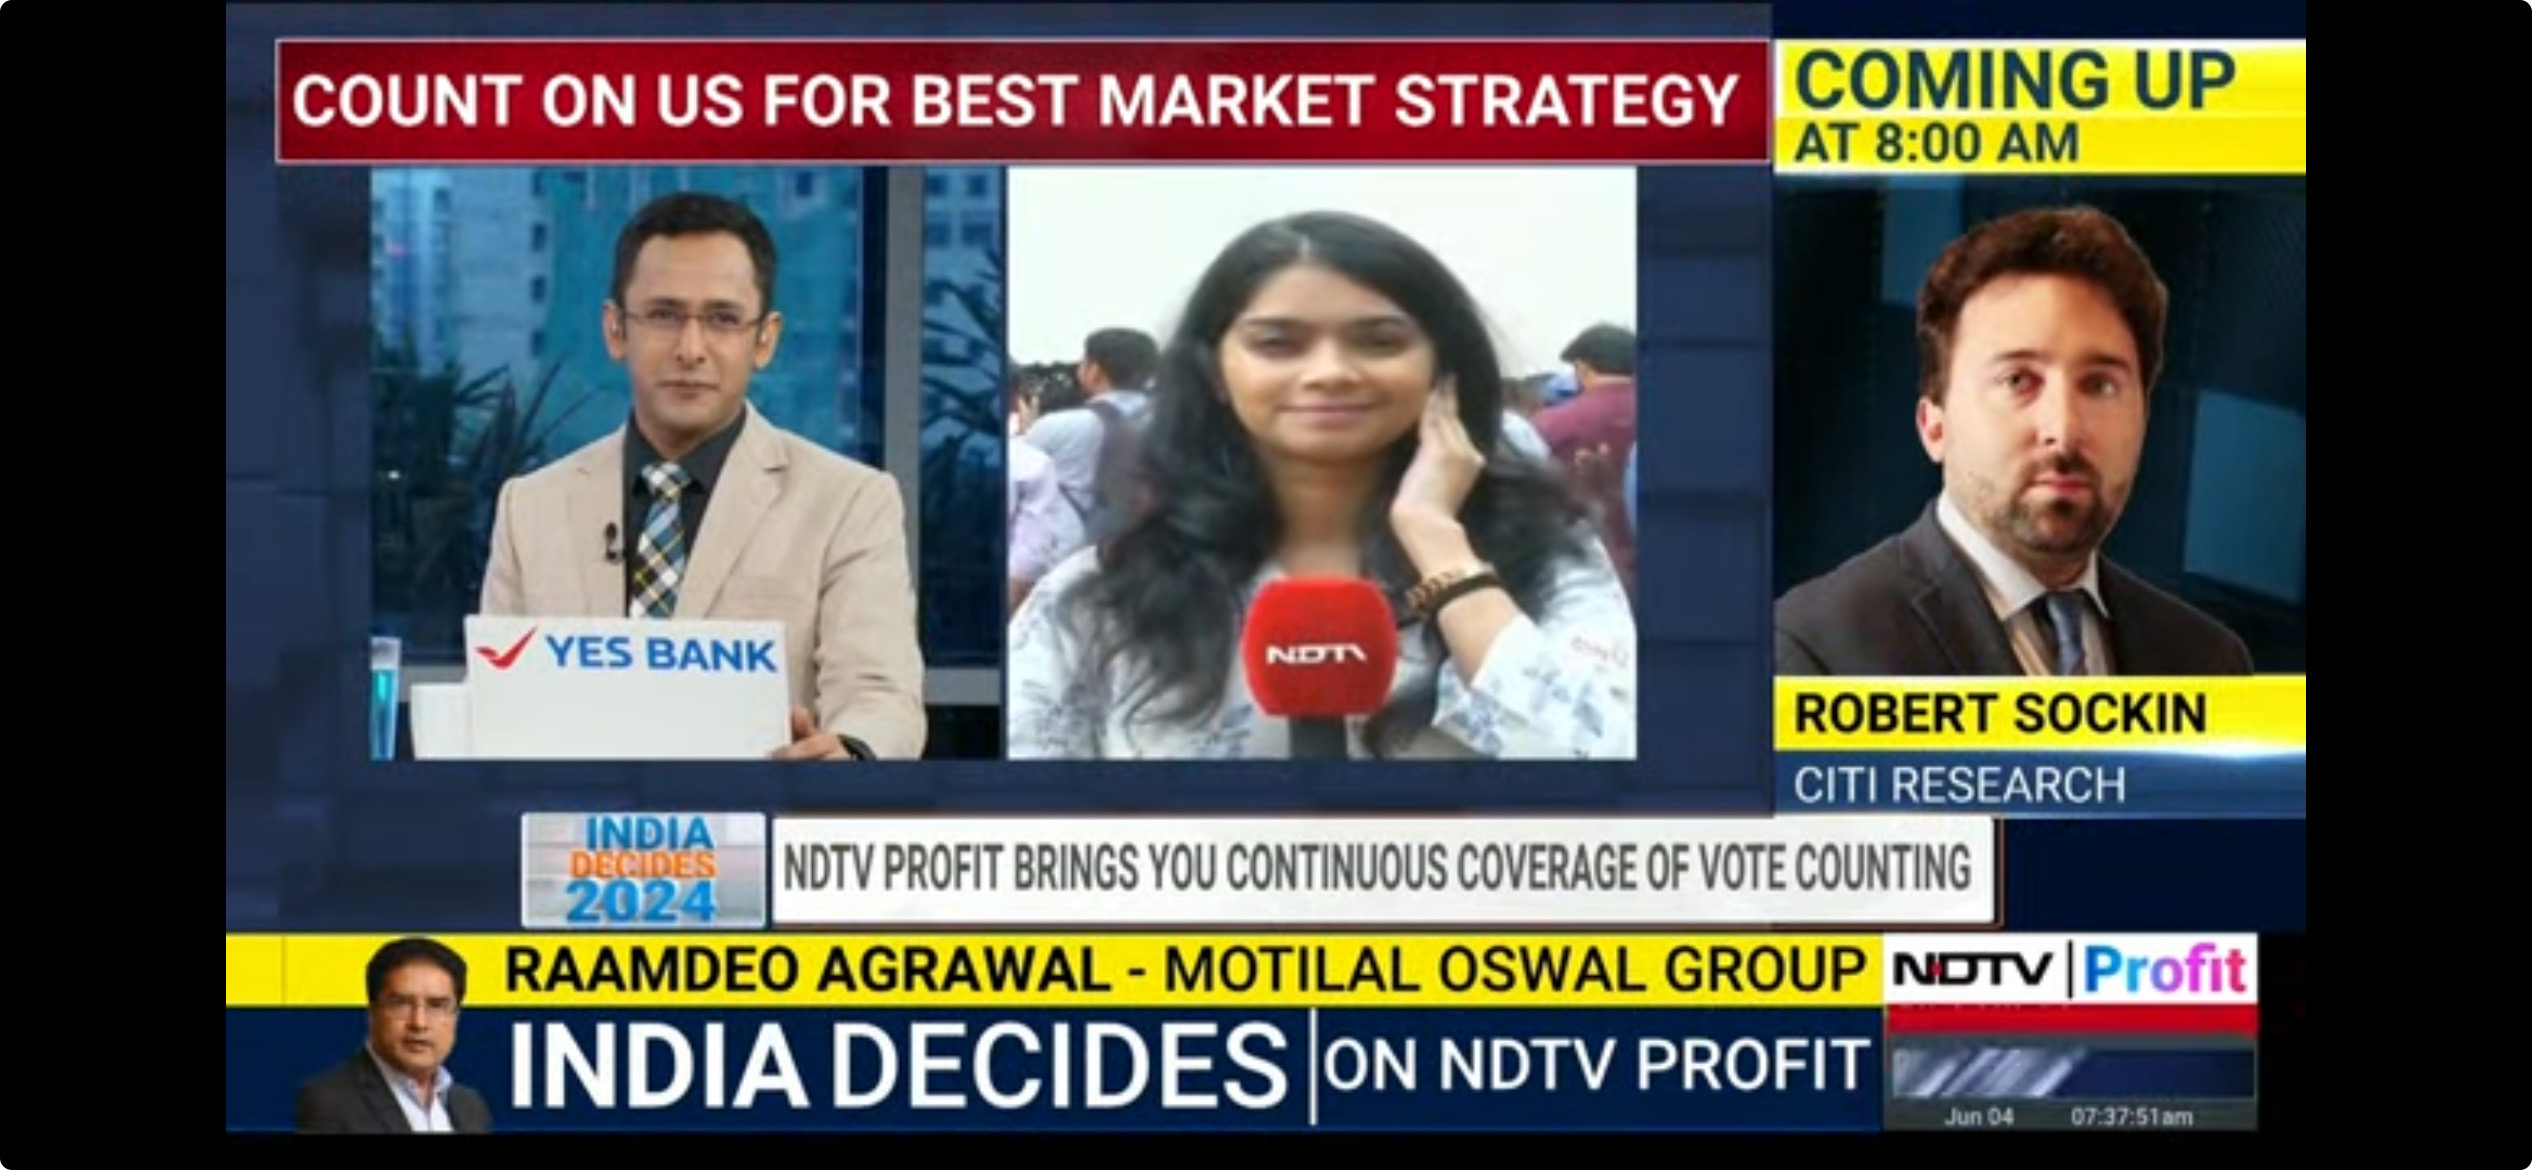 COUNT ON US FOR BEST MARKET STRATEGY
COMING UP
AT 8:00 AM
YES BANK
NDTV
ROBERT SOCKIN
CITI RESEARCH
INDIA
DECIDES
2024
NDTV PROFIT BRINGS YOU CONTINUOUS COVERAGE OF VOTE COUNTING
RAAMDEO AGRAWAL - MOTILAL OSWAL GROUP
NDTV Profit
INDIA DECIDES ON NDTV PROFIT
Jun 04 07:37:51am